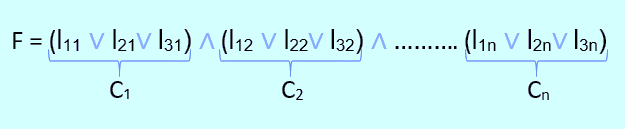 F = (l₁₁ ∨ l₂₁∨ l₃₁) ∧ (l₁₂ ∨ l₂₂∨ l₃₂) ∧ .......... (l₁ₙ ∨ l₂ₙ∨ l₃ₙ)
C₁ C₂ Cₙ